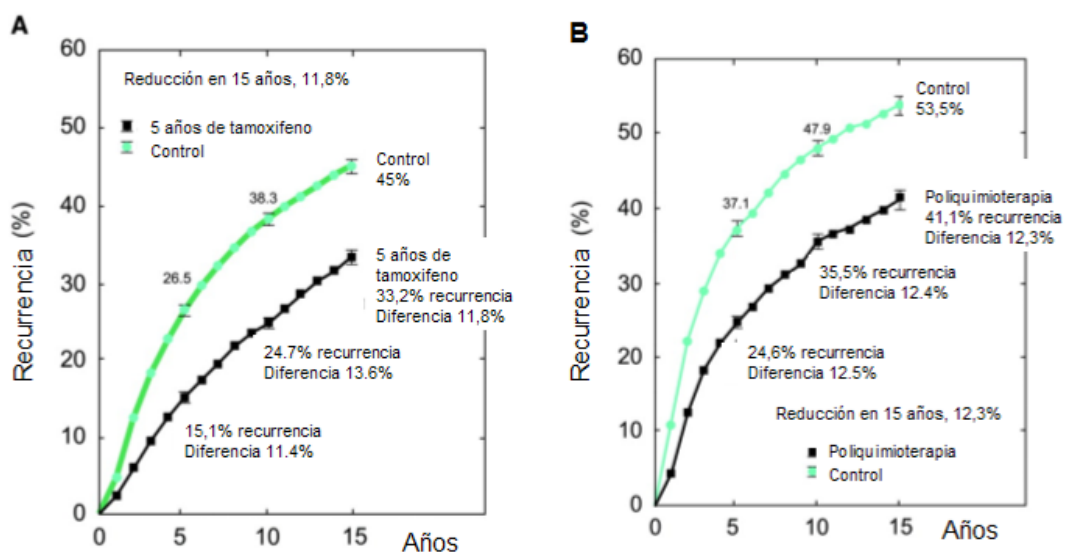 A
Recurrencia (%)
60
50
40
30
20
10
0
0
5
10
15
Años
Reducción en 15 años, 11,8%
5 años de tamoxifeno
Control
Control
45%
38.3
26.5
5 años de
tamoxifeno
33,2% recurrencia
Diferencia 11,8%
24.7% recurrencia
Diferencia 13.6%
15,1% recurrencia
Diferencia 11.4%
B
Recurrencia (%)
60
50
40
30
20
10
0
0
5
10
15
Años
Control
53,5%
47.9
37.1
Poliquimioterapia
41,1% recurrencia
Diferencia 12,3%
35,5% recurrencia
Diferencia 12.4%
24,6% recurrencia
Diferencia 12.5%
Reducción en 15 años, 12,3%
Poliquimioterapia
Control